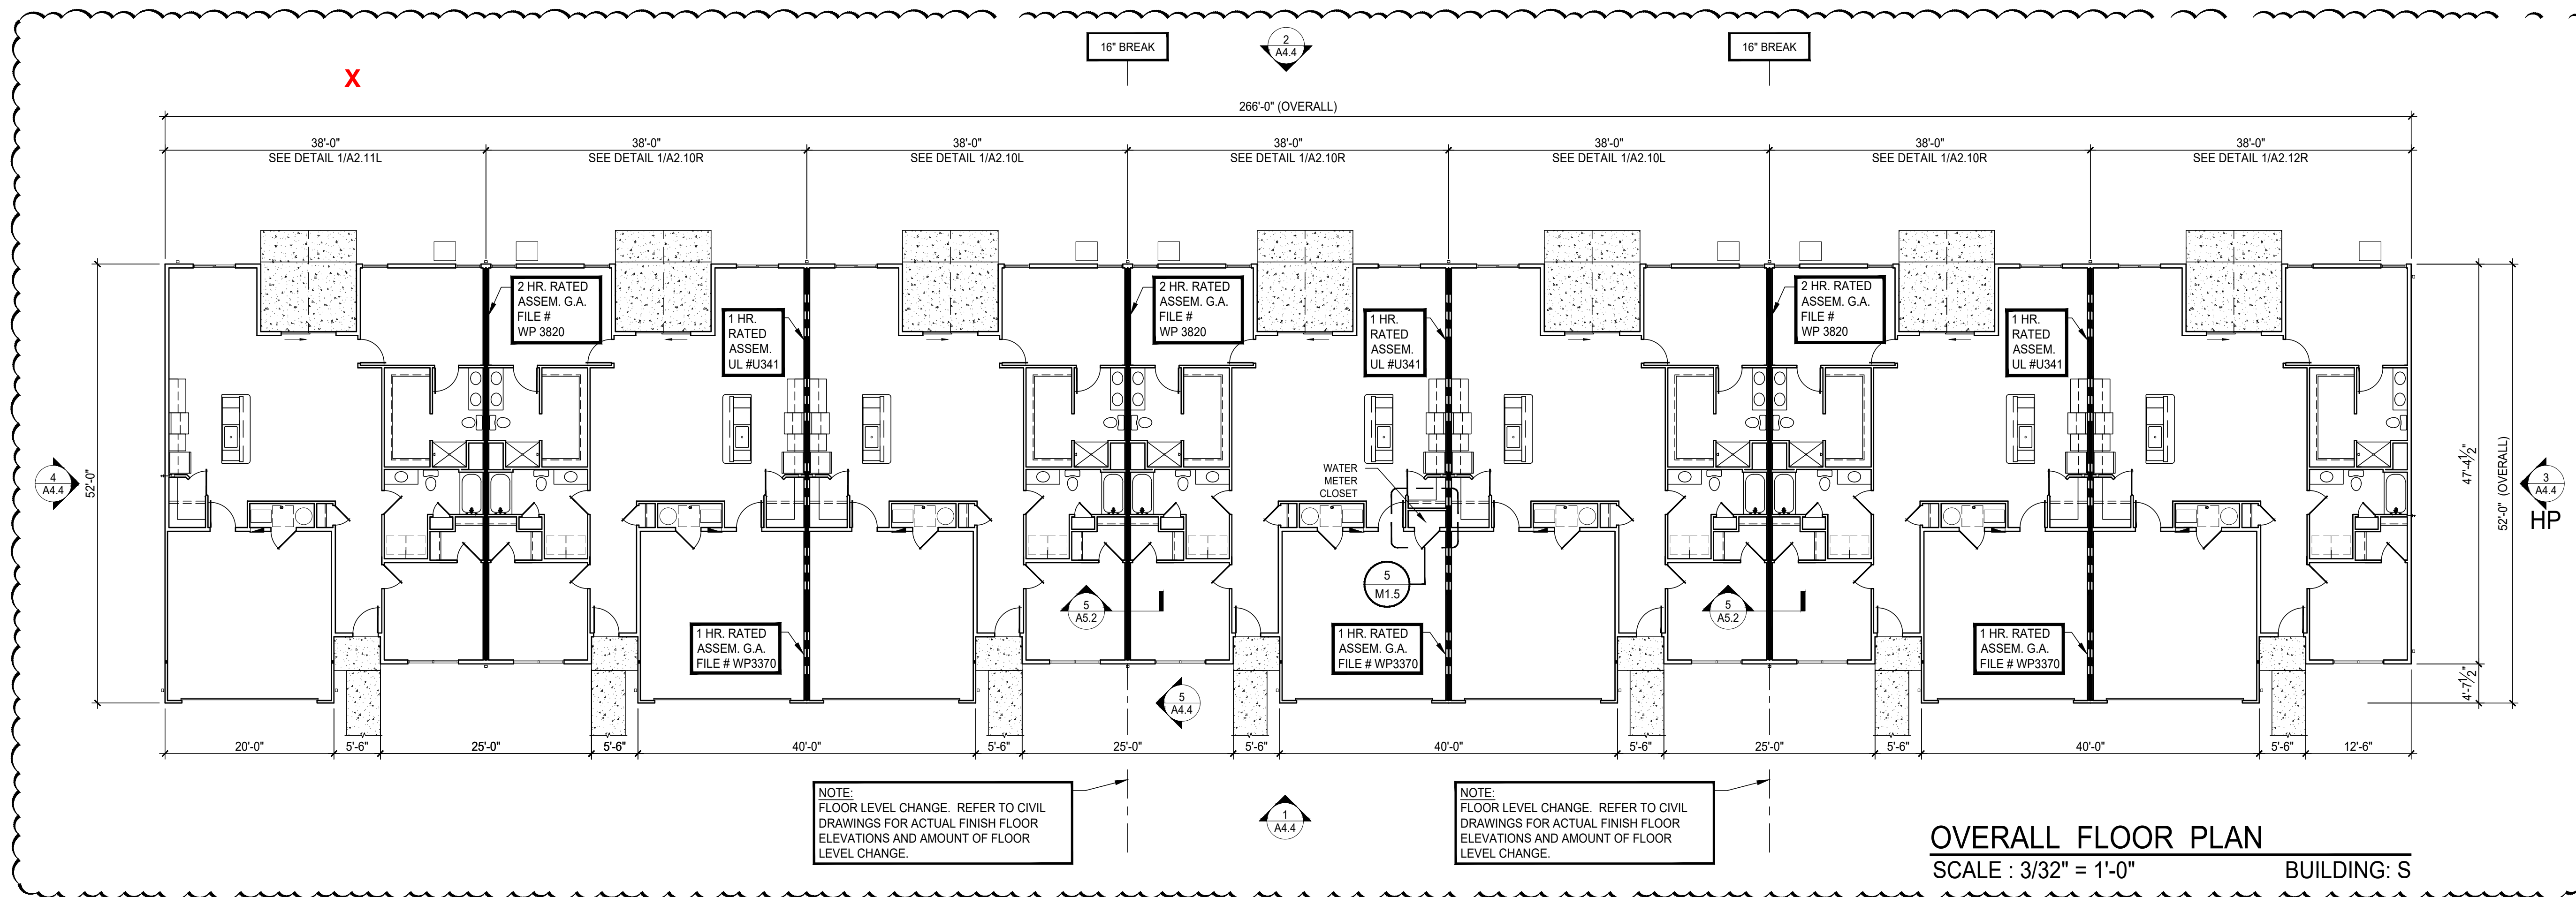 16" BREAK
2
A4.4
16" BREAK
X
266'-0" (OVERALL)
38'-0"
SEE DETAIL 1/A2.11L
38'-0"
SEE DETAIL 1/A2.10R
38'-0"
SEE DETAIL 1/A2.10L
38'-0"
SEE DETAIL 1/A2.10R
38'-0"
SEE DETAIL 1/A2.10L
38'-0"
SEE DETAIL 1/A2.10R
38'-0"
SEE DETAIL 1/A2.12R
2 HR. RATED
ASSEM. G.A.
FILE #
WP 3820
1 HR.
RATED
ASSEM.
UL #U341
2 HR. RATED
ASSEM. G.A.
FILE #
WP 3820
1 HR.
RATED
ASSEM.
UL #U341
2 HR. RATED
ASSEM. G.A.
FILE #
WP 3820
1 HR.
RATED
ASSEM.
UL #U341
4
A4.4
52'-0"
WATER
METER
CLOSET
47'-4½"
52'-0" (OVERALL)
3
A4.4
HP
5
M1.5
5
A5.2
5
A5.2
1 HR. RATED
ASSEM. G.A.
FILE # WP3370
1 HR. RATED
ASSEM. G.A.
FILE # WP3370
1 HR. RATED
ASSEM. G.A.
FILE # WP3370
4'-7½"
5
A4.4
20'-0"
5'-6"
25'-0"
5'-6"
40'-0"
5'-6"
25'-0"
5'-6"
40'-0"
5'-6"
25'-0"
5'-6"
40'-0"
5'-6"
12'-6"
NOTE:
FLOOR LEVEL CHANGE. REFER TO CIVIL
DRAWINGS FOR ACTUAL FINISH FLOOR
ELEVATIONS AND AMOUNT OF FLOOR
LEVEL CHANGE.
1
A4.4
NOTE:
FLOOR LEVEL CHANGE. REFER TO CIVIL
DRAWINGS FOR ACTUAL FINISH FLOOR
ELEVATIONS AND AMOUNT OF FLOOR
LEVEL CHANGE.
OVERALL FLOOR PLAN
SCALE : 3/32" = 1'-0"
BUILDING: S